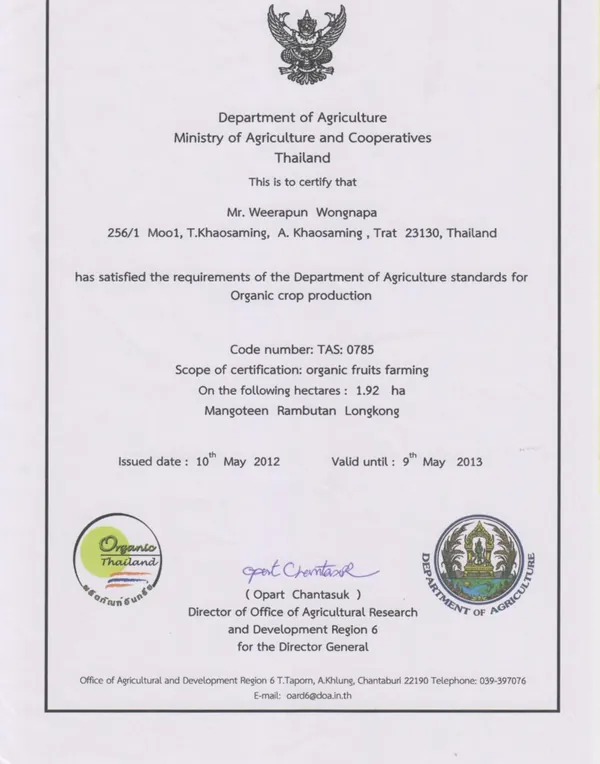 Department of Agriculture
Ministry of Agriculture and Cooperatives
Thailand
This is to certify that
Mr. Weerapun Wongnapa
256/1 Moo1, T.Khaosaming, A. Khaosaming , Trat 23130, Thailand
has satisfied the requirements of the Department of Agriculture standards for
Organic crop production
Code number: TAS: 0785
Scope of certification: organic fruits farming
On the following hectares : 1.92 ha
Mangoteen Rambutan Longkong
Issued date : 10th May 2012 Valid until : 9th May 2013
Organic
Thailand
DEPARTMENT OF AGRICULTURE
Opart Chantasuk
( Opart Chantasuk )
Director of Office of Agricultural Research
and Development Region 6
for the Director General
Office of Agricultural and Development Region 6 T.Taporn, A.Khlung, Chantaburi 22190 Telephone: 039-397076
E-mail: oard6@doa.in.th